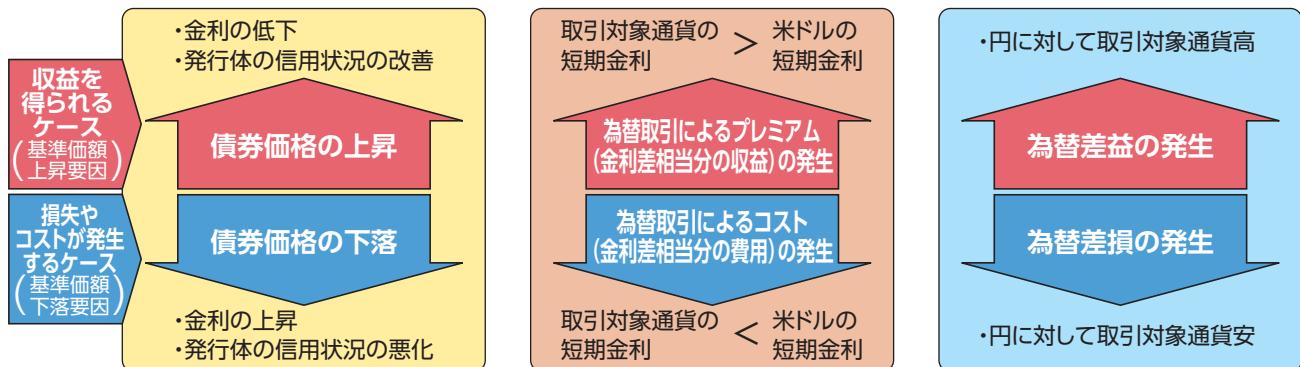 収益を
得られる
ケース
(基準価額
上昇要因)
損失や
コストが発生
するケース
(基準価額
下落要因)
・金利の低下
・発行体の信用状況の改善
債券価格の上昇
債券価格の下落
・金利の上昇
・発行体の信用状況の悪化
取引対象通貨の
短期金利
>
米ドルの
短期金利
為替取引によるプレミアム
(金利差相当分の収益)の発生
為替取引によるコスト
(金利差相当分の費用)の発生
取引対象通貨の
短期金利
<
米ドルの
短期金利
・円に対して取引対象通貨高
為替差益の発生
為替差損の発生
・円に対して取引対象通貨安